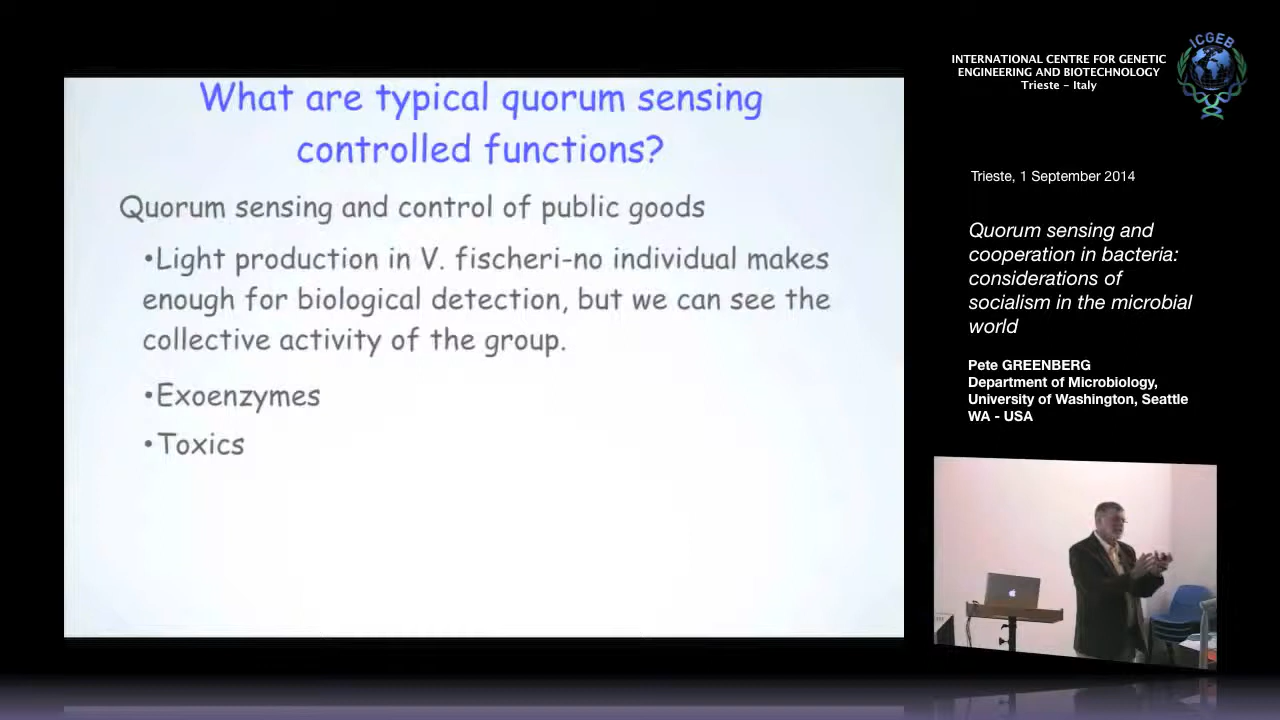 What are typical quorum sensing
controlled functions?
Quorum sensing and control of public goods
•Light production in V. fischeri-no individual makes
enough for biological detection, but we can see the
collective activity of the group.
•Exoenzymes
•Toxics
INTERNATIONAL CENTRE FOR GENETIC
ENGINEERING AND BIOTECHNOLOGY
Trieste – Italy
ICGEB
Trieste, 1 September 2014
Quorum sensing and
cooperation in bacteria:
considerations of
socialism in the microbial
world
Pete GREENBERG
Department of Microbiology,
University of Washington, Seattle
WA - USA